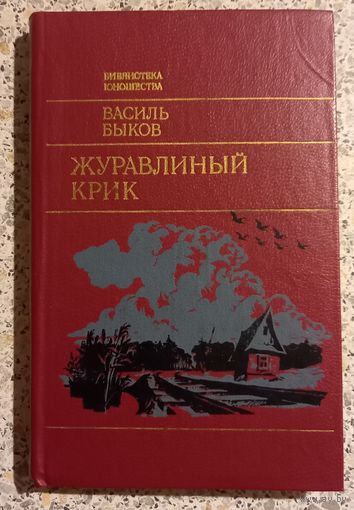 БИБЛИОТЕКА
ЮНОШЕСТВА
ВАСИЛЬ
БЫКОВ
ЖУРАВЛИНЫЙ
КРИК